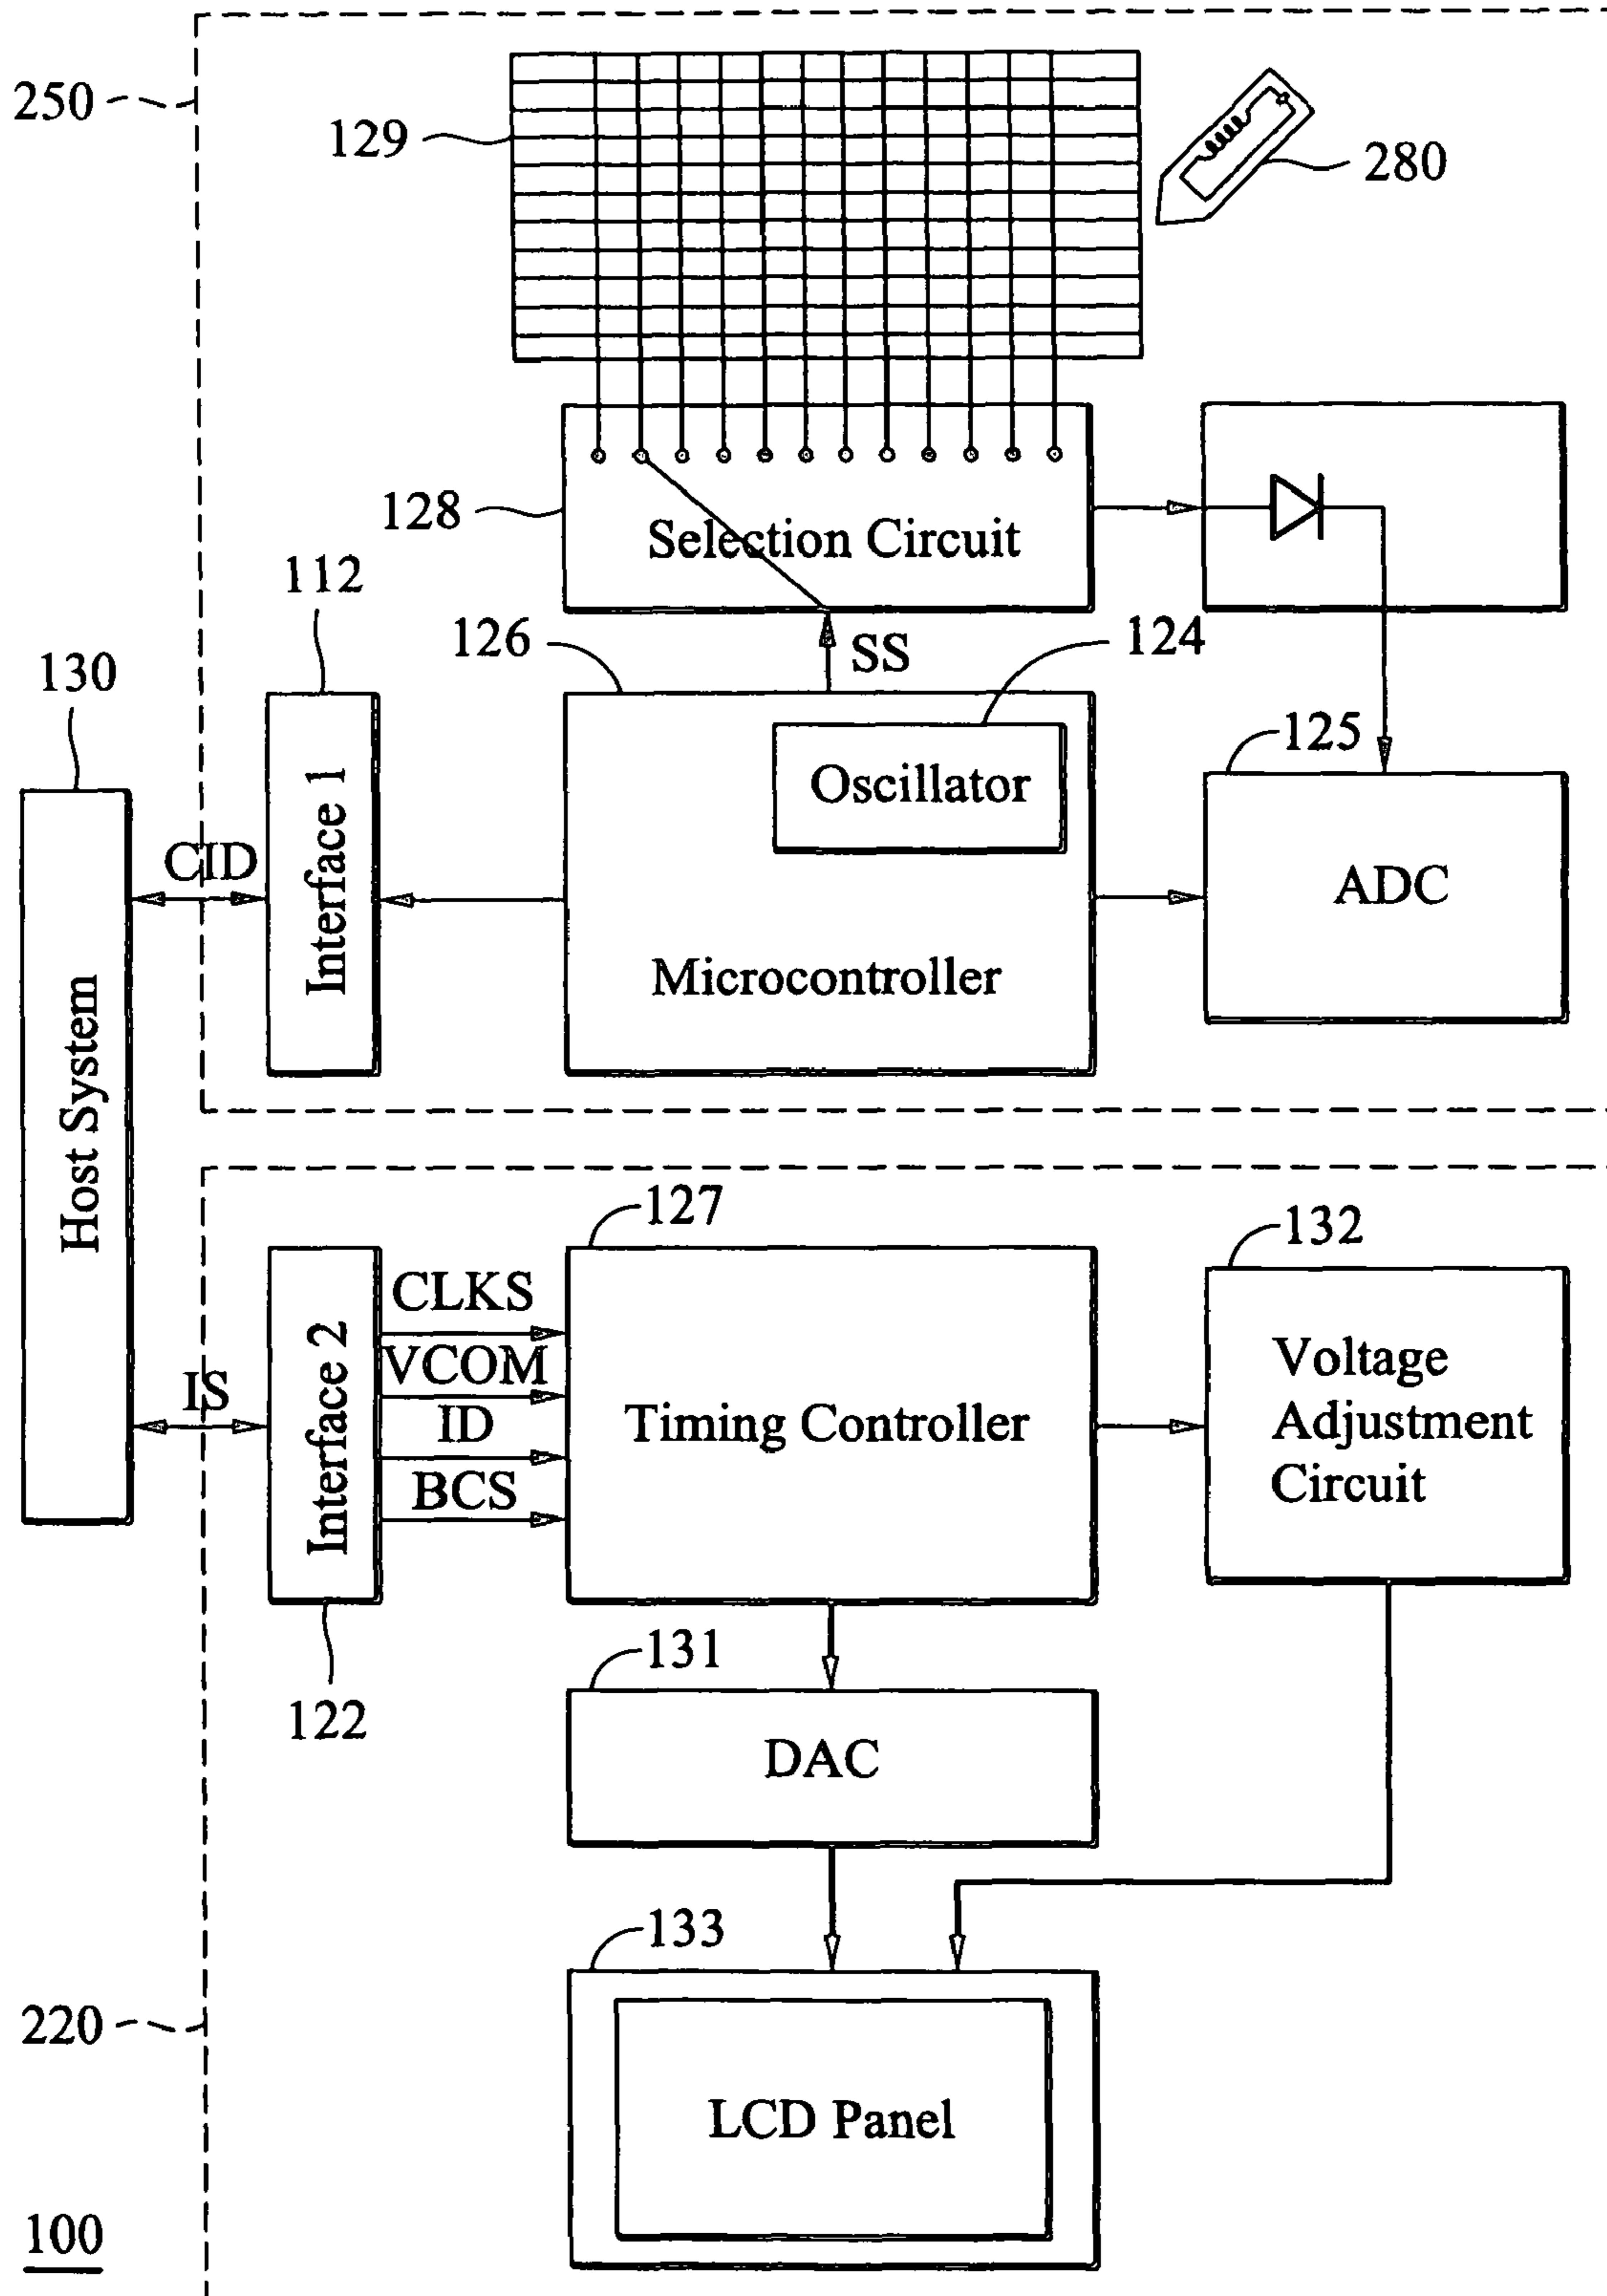 250
129
280
128
Selection Circuit
112
126
SS
124
130
Oscillator
125
CID
Interface 1
ADC
Microcontroller
Host System
127
132
CLKS
VCOM
ID
BCS
IS
Interface 2
Timing Controller
Voltage
Adjustment
Circuit
131
122
DAC
133
220
LCD Panel
100